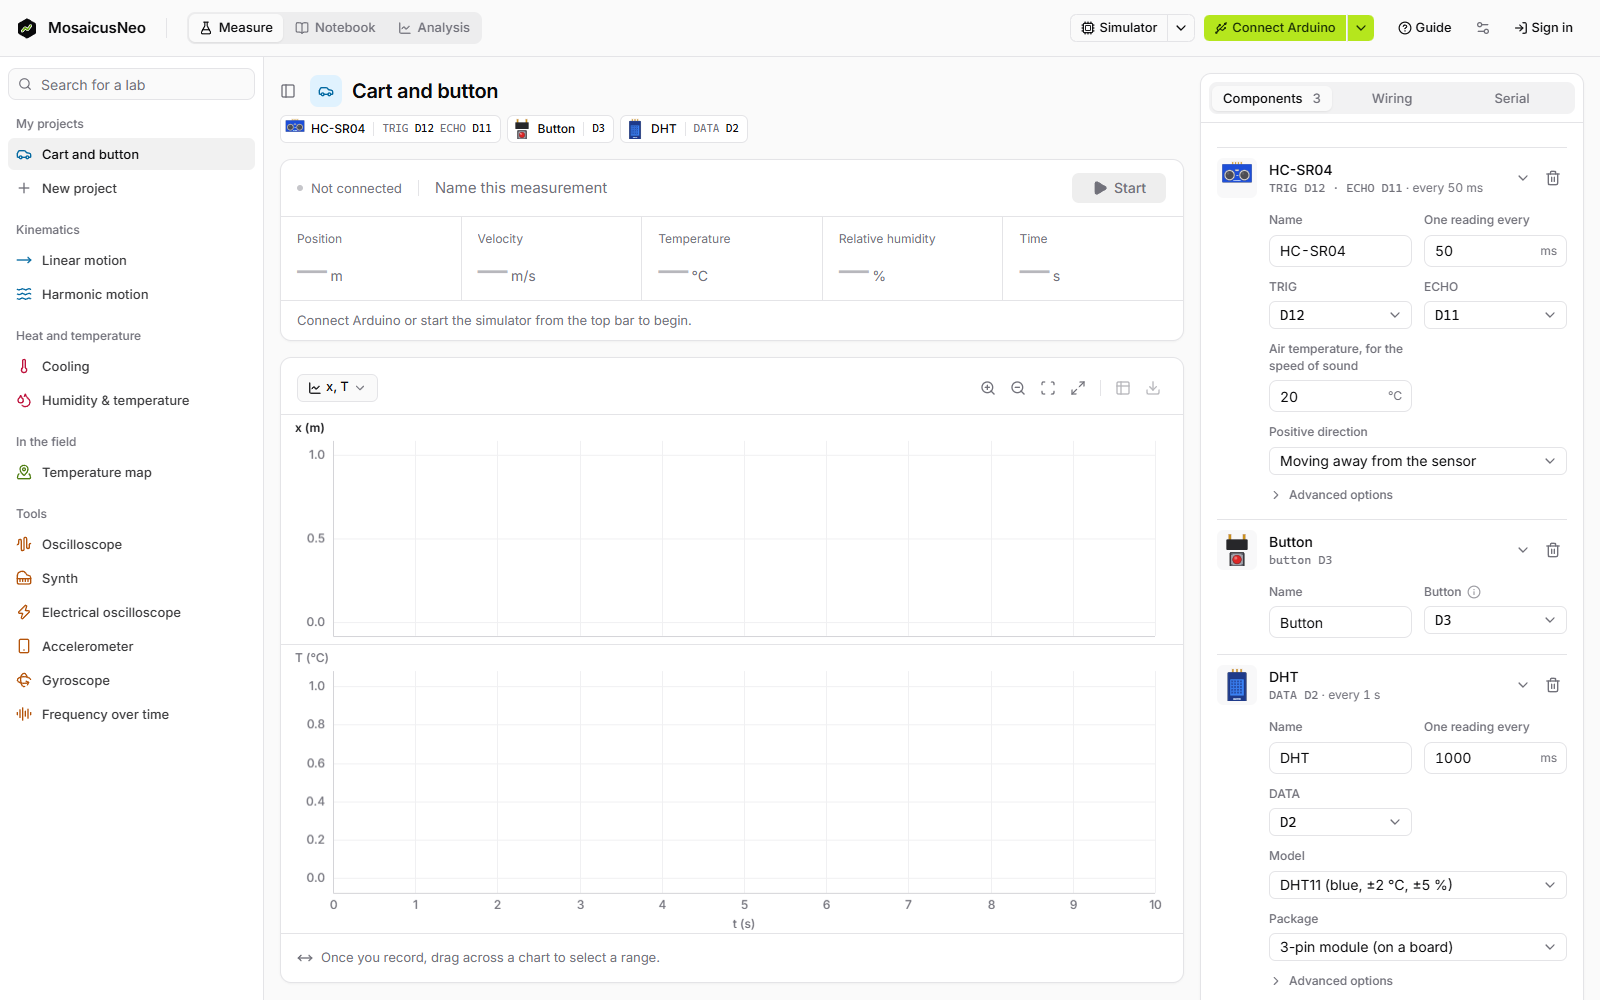 MosaicusNeo
Measure
Notebook
Analysis
Simulator
Connect Arduino
Guide
Sign in
Search for a lab
My projects
Cart and button
New project
Kinematics
Linear motion
Harmonic motion
Heat and temperature
Cooling
Humidity & temperature
In the field
Temperature map
Tools
Oscilloscope
Synth
Electrical oscilloscope
Accelerometer
Gyroscope
Frequency over time
Cart and button
HC-SR04 TRIG D12 ECHO D11
Button D3
DHT DATA D2
Not connected
Name this measurement
Start
Position
— m
Velocity
— m/s
Temperature
— °C
Relative humidity
— %
Time
— s
Connect Arduino or start the simulator from the top bar to begin.
x, T
x (m)
1.0
0.5
0.0
T (°C)
1.0
0.8
0.6
0.4
0.2
0.0
0 1 2 3 4 5 6 7 8 9 10
t (s)
Once you record, drag across a chart to select a range.
Components 3
Wiring
Serial
HC-SR04
TRIG D12 · ECHO D11 · every 50 ms
Name
One reading every
HC-SR04
50 ms
TRIG
ECHO
D12
D11
Air temperature, for the
speed of sound
20 °C
Positive direction
Moving away from the sensor
Advanced options
Button
button D3
Name
Button
Button
D3
DHT
DATA D2 · every 1 s
Name
One reading every
DHT
1000 ms
DATA
D2
Model
DHT11 (blue, ±2 °C, ±5 %)
Package
3-pin module (on a board)
Advanced options